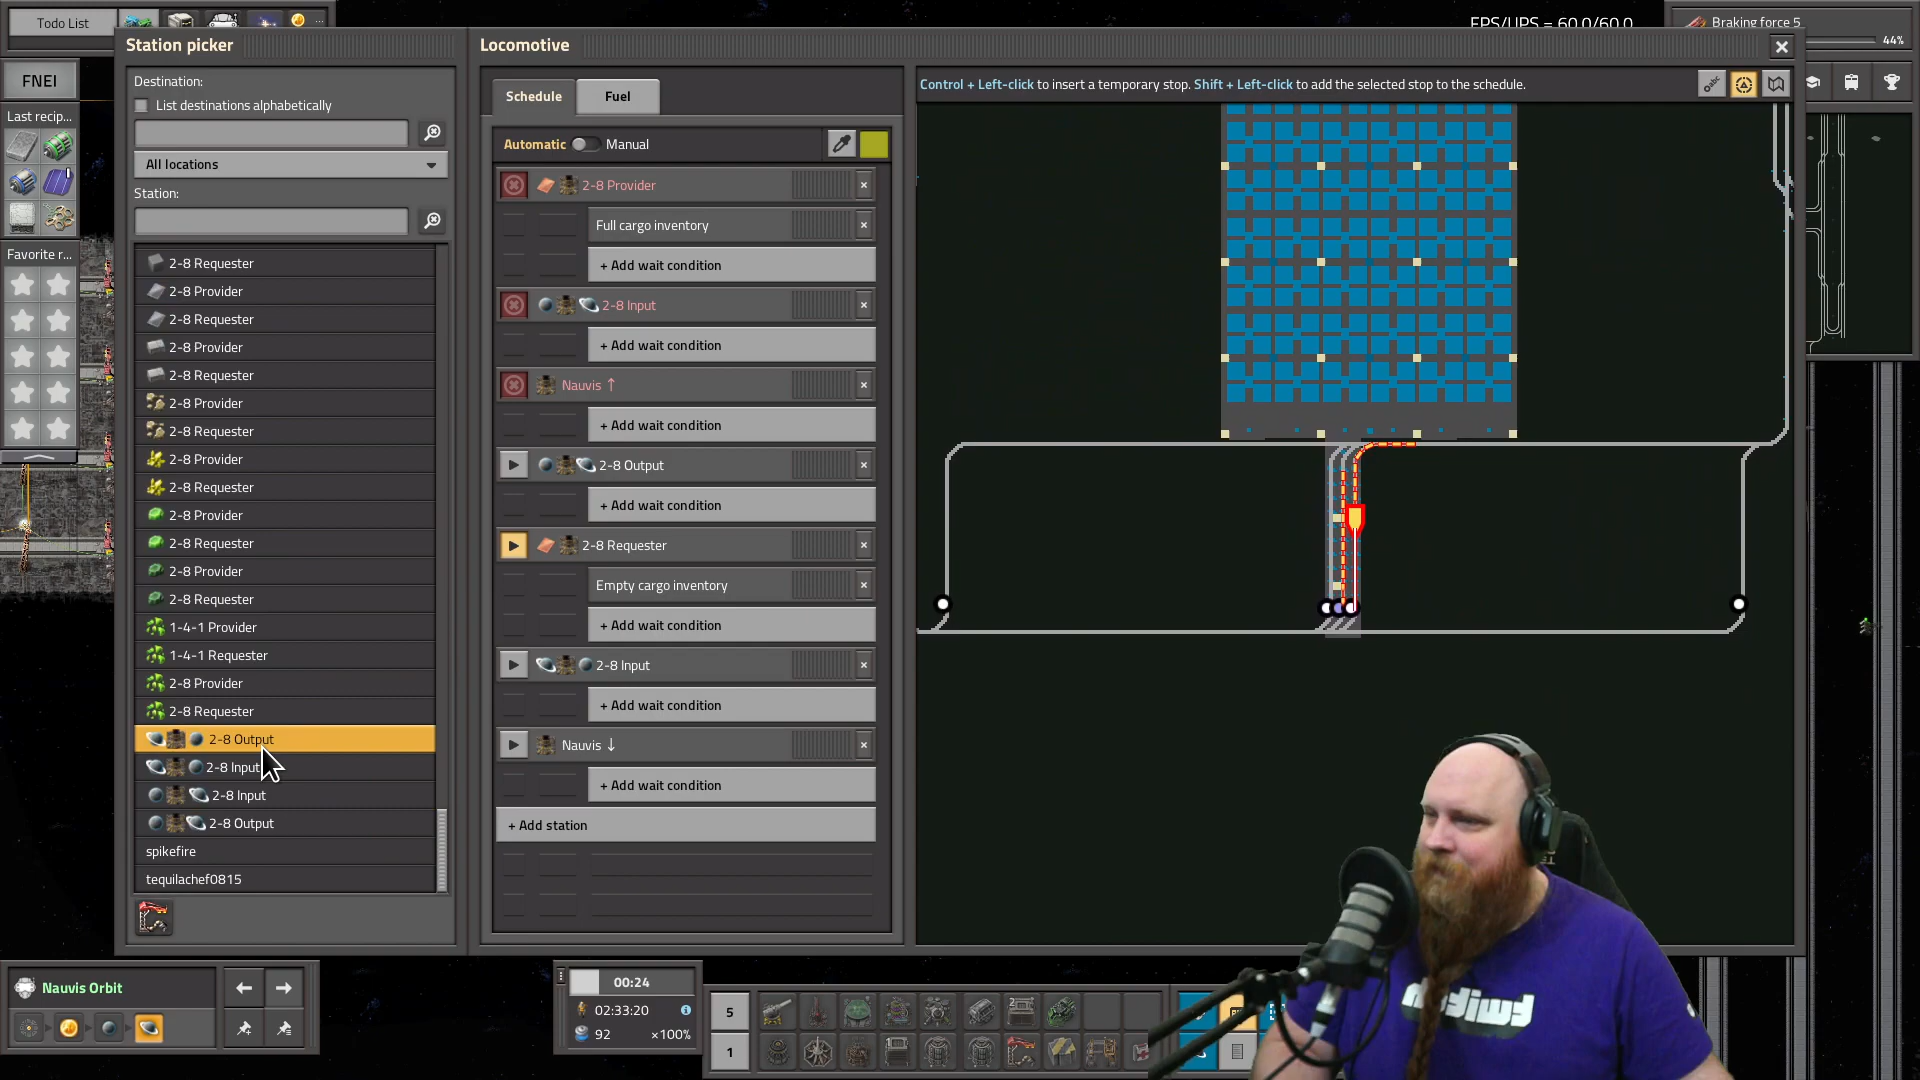 Todo List
FPS/UPS = 60.0/60.0
Braking force 5
44%
FNEI
Last recip...
Favorite r...
Station picker
Destination:
List destinations alphabetically
All locations
Station:
2-8 Requester
2-8 Provider
2-8 Requester
2-8 Provider
2-8 Requester
2-8 Provider
2-8 Requester
2-8 Provider
2-8 Requester
2-8 Provider
2-8 Requester
2-8 Provider
2-8 Requester
1-4-1 Provider
1-4-1 Requester
2-8 Provider
2-8 Requester
2-8 Output
2-8 Input
2-8 Input
2-8 Output
spikefire
tequilachef0815
Locomotive
Schedule
Fuel
Automatic
Manual
2-8 Provider
Full cargo inventory
+ Add wait condition
2-8 Input
+ Add wait condition
Nauvis ↑
+ Add wait condition
2-8 Output
+ Add wait condition
2-8 Requester
Empty cargo inventory
+ Add wait condition
2-8 Input
+ Add wait condition
Nauvis ↓
+ Add wait condition
+ Add station
Control + Left-click to insert a temporary stop. Shift + Left-click to add the selected stop to the schedule.
Nauvis Orbit
00:24
02:33:20
92
×100%
5
1